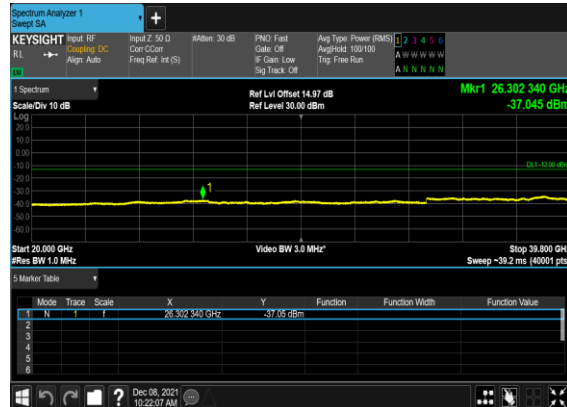 Spectrum Analyzer 1
Swept SA
+
KEYSIGHT Input: RF Input Z: 50 Ω #Atten: 30 dB PNO: Fast Avg Type: Power (RMS) 1 2 3 4 5 6
RL Coupling: DC Corr CCorr Gate: Off Avg|Hold: 100/100 A W W W W W
Align: Auto Freq Ref: Int (S) IF Gain: Low Trig: Free Run
Sig Track: Off A N N N N N
1 Spectrum Ref Lvl Offset 14.97 dB Mkr1 26.302 340 GHz
Scale/Div 10 dB Ref Level 30.00 dBm -37.045 dBm
Log
20.0
10.0
0.00
-10.0 DL1 -13.00 dBm
-20.0
-30.0 1
-40.0
-50.0
-60.0
Start 20.000 GHz Video BW 3.0 MHz* Stop 39.800 GHz
#Res BW 1.0 MHz Sweep ~39.2 ms (40001 pts)
5 Marker Table
Mode Trace Scale X Y Function Function Width Function Value
1 N 1 f 26.302 340 GHz -37.05 dBm
2
3
4
5
6
? Dec 08, 2021
10:22:07 AM